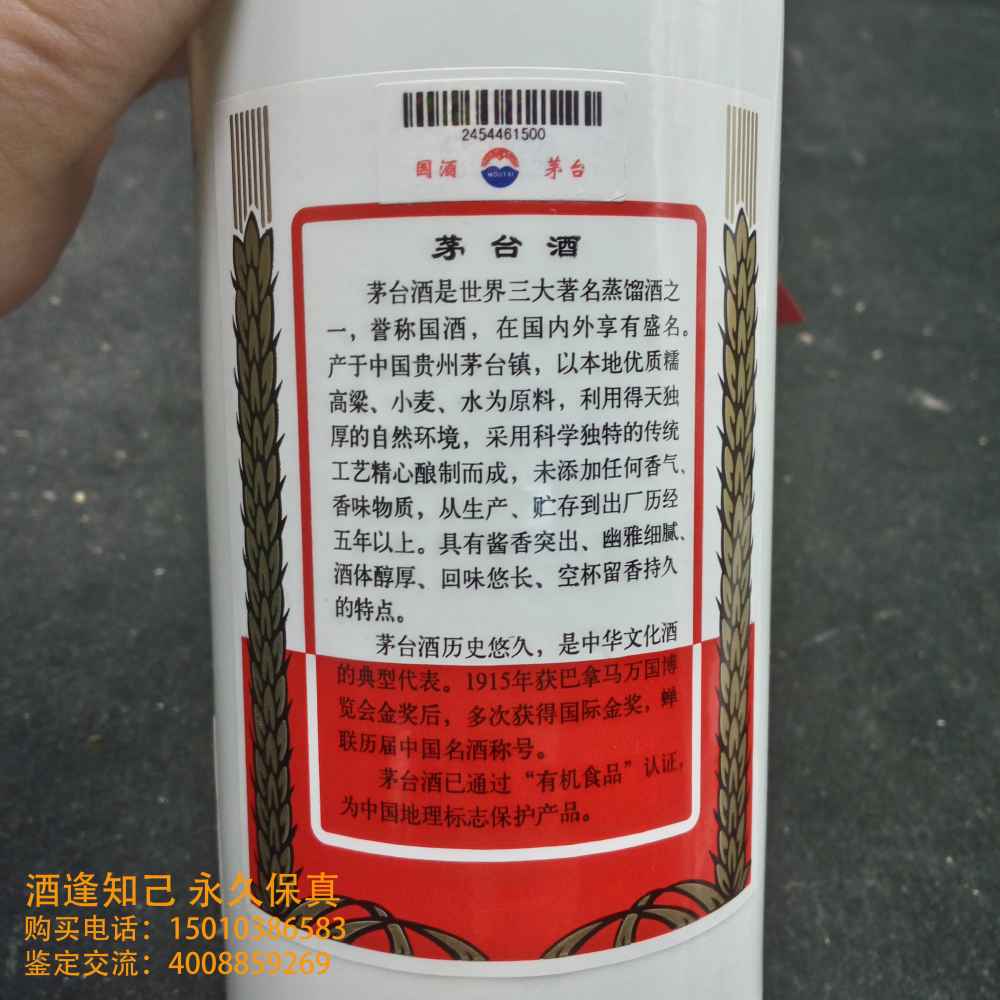 2454461500
国酒 MOUTAI 茅台
茅台酒
茅台酒是世界三大著名蒸馏酒之
一，誉称国酒，在国内外享有盛名。
产于中国贵州茅台镇，以本地优质糯
高粱、小麦、水为原料，利用得天独
厚的自然环境，采用科学独特的传统
工艺精心酿制而成，未添加任何香气、
香味物质，从生产、贮存到出厂历经
五年以上。具有酱香突出、幽雅细腻、
酒体醇厚、回味悠长、空杯留香持久
的特点。
茅台酒历史悠久，是中华文化酒
的典型代表。1915年获巴拿马万国博
览会金奖后，多次获得国际金奖，蝉
联历届中国名酒称号。
茅台酒已通过“有机食品”认证，
为中国地理标志保护产品。
酒逢知己 永久保真
购买电话：15010386583
鉴定交流：4008859269